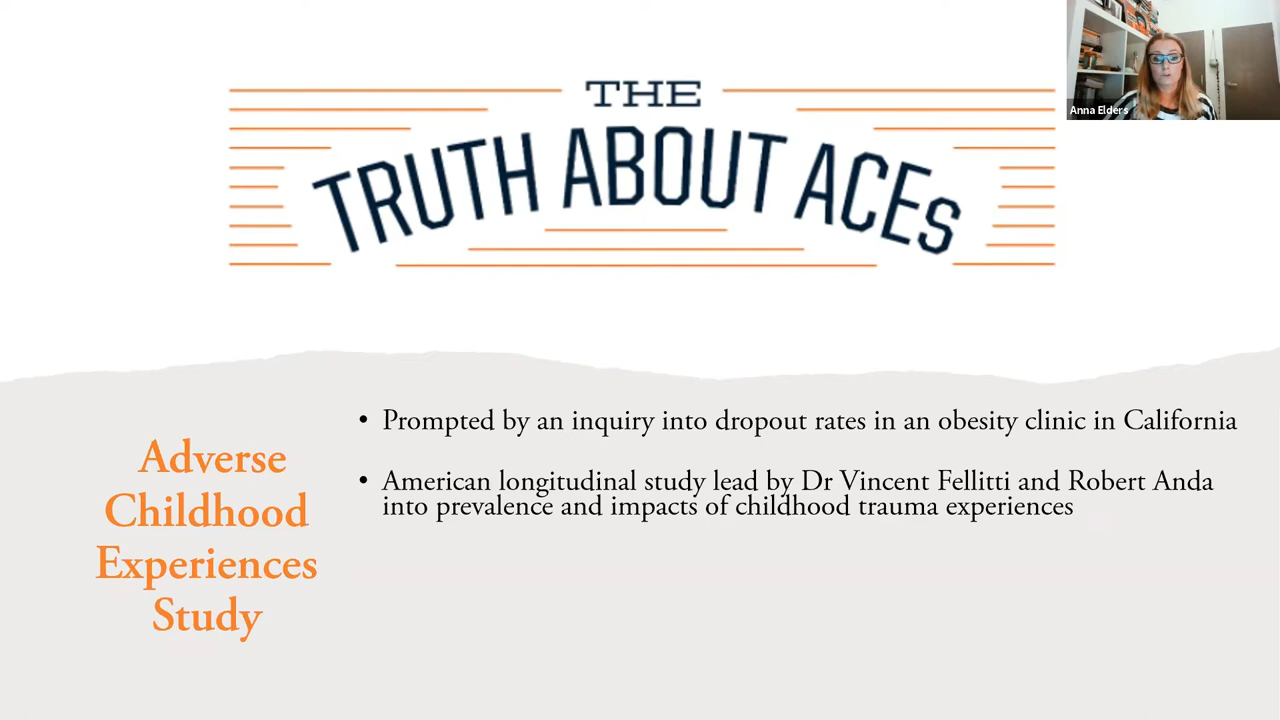 THE
TRUTH ABOUT ACEs
Anna Elders
Adverse
Childhood
Experiences
Study
• Prompted by an inquiry into dropout rates in an obesity clinic in California
• American longitudinal study lead by Dr Vincent Fellitti and Robert Anda
into prevalence and impacts of childhood trauma experiences